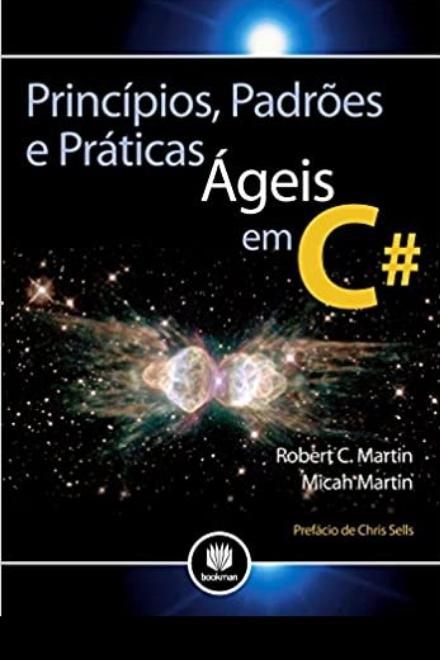 Princípios, Padrões
e Práticas
Ágeis
em C#
Robert C. Martin
Micah Martin
Prefácio de Chris Sells
bookman